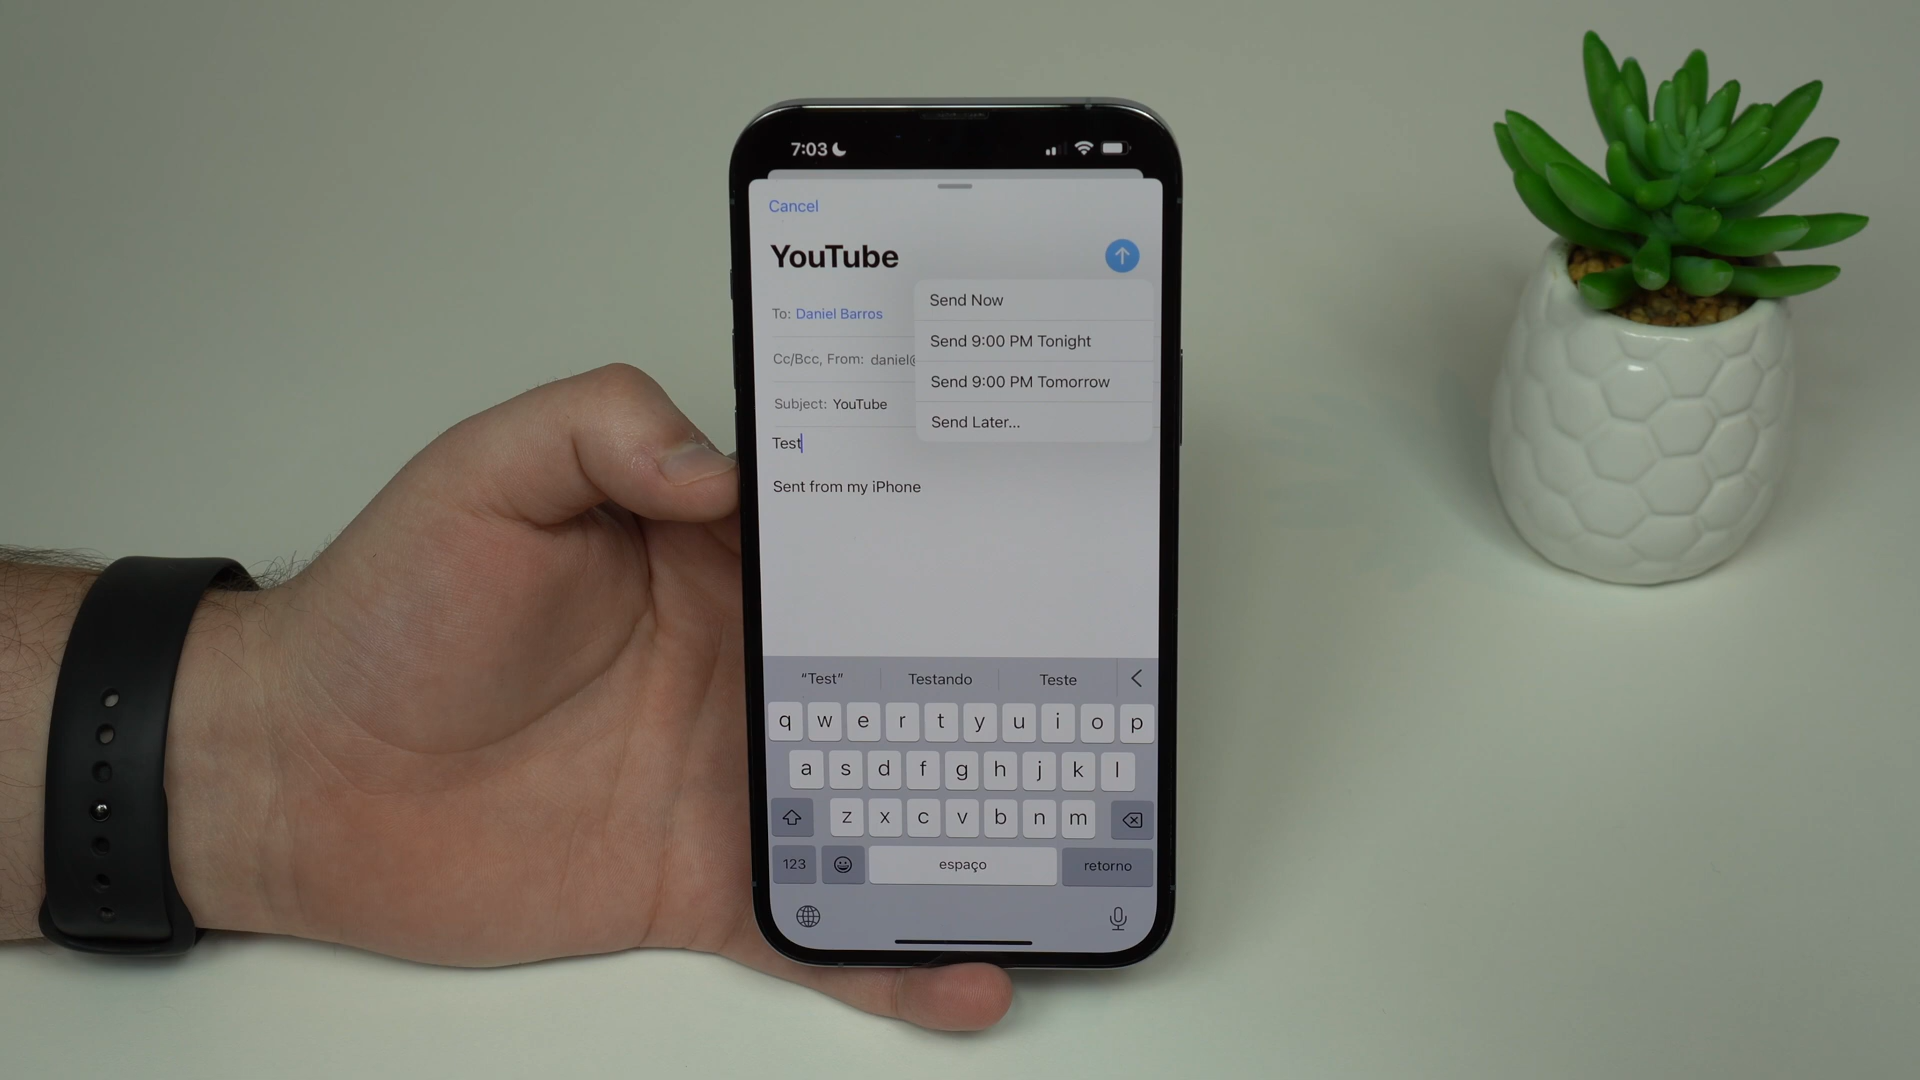 7:03
Cancel
YouTube
To: Daniel Barros
Cc/Bcc, From: daniel@
Subject: YouTube
Test
Sent from my iPhone
Send Now
Send 9:00 PM Tonight
Send 9:00 PM Tomorrow
Send Later...
“Test” Testando Teste
q w e r t y u i o p
a s d f g h j k l
z x c v b n m
123 espaço retorno